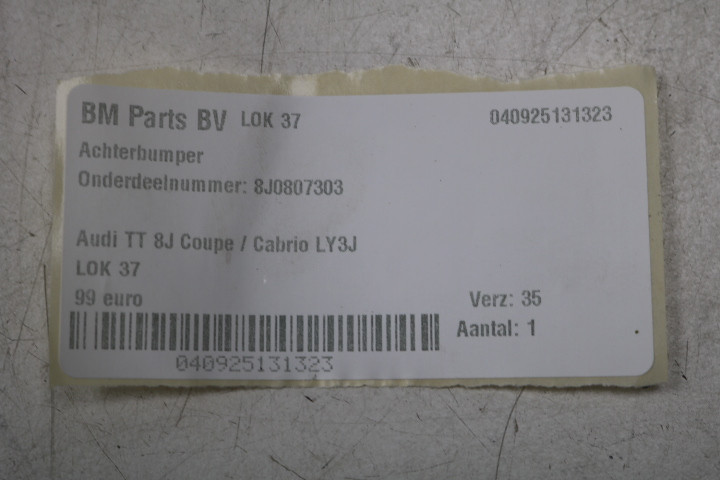 BM Parts BV LOK 37 040925131323
Achterbumper
Onderdeelnummer: 8J0807303
Audi TT 8J Coupe / Cabrio LY3J
LOK 37
99 euro Verz: 35
Aantal: 1
040925131323